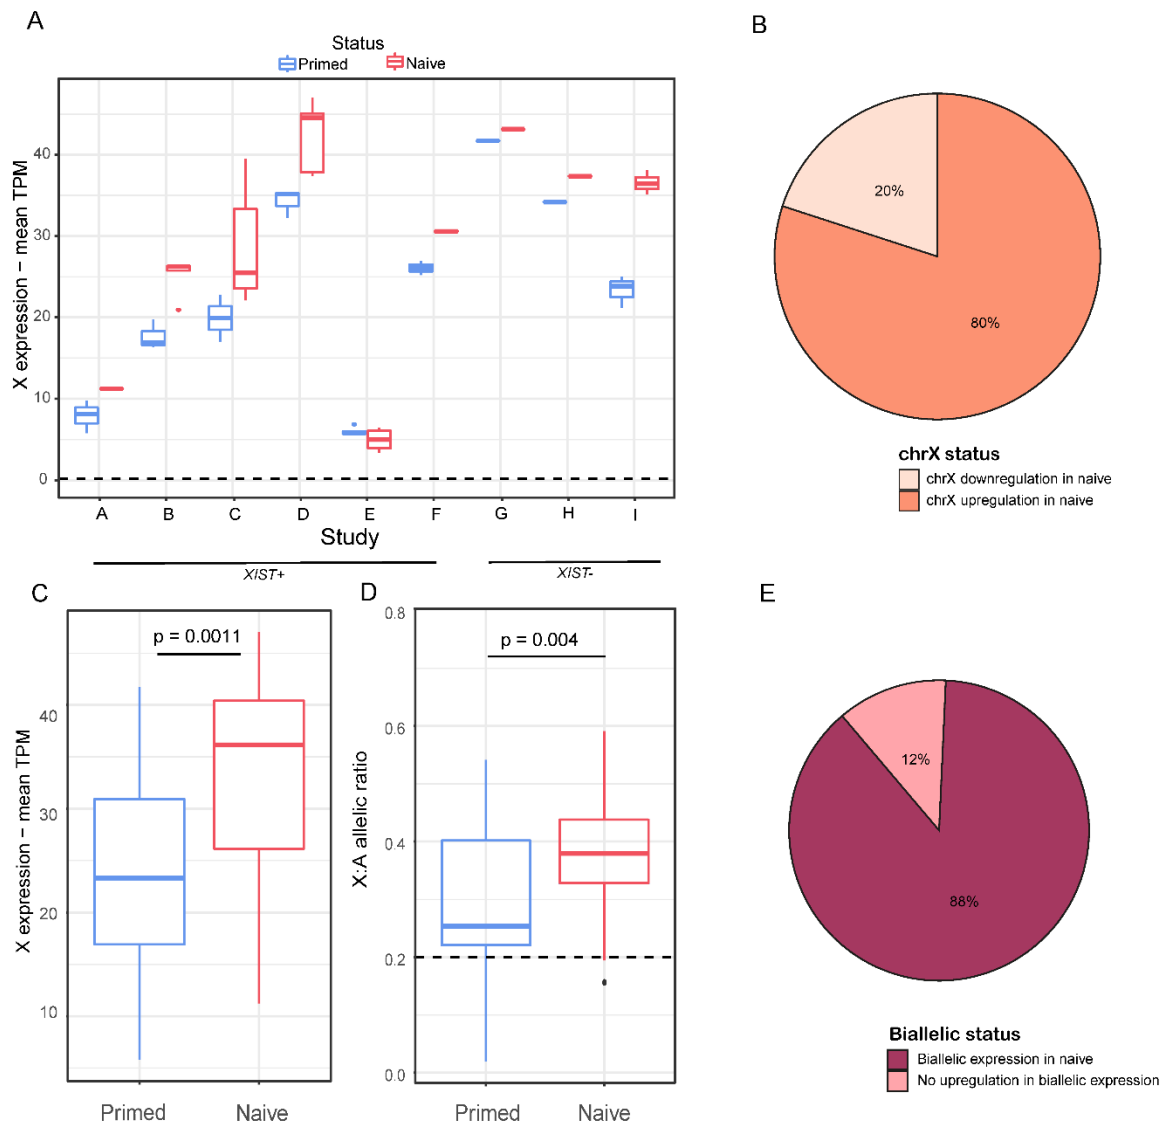 A
Status
Primed Naive
X expression − mean TPM
40
30
20
10
0
A B C D E F G H I
Study
XIST+ XIST-
B
20%
80%
chrX status
chrX downregulation in naive
chrX upregulation in naive
C
p = 0.0011
X expression − mean TPM
40
30
20
10
Primed Naive
D
p = 0.004
X:A allelic ratio
0.8
0.6
0.4
0.2
0.0
Primed Naive
E
12%
88%
Biallelic status
Biallelic expression in naive
No upregulation in biallelic expression